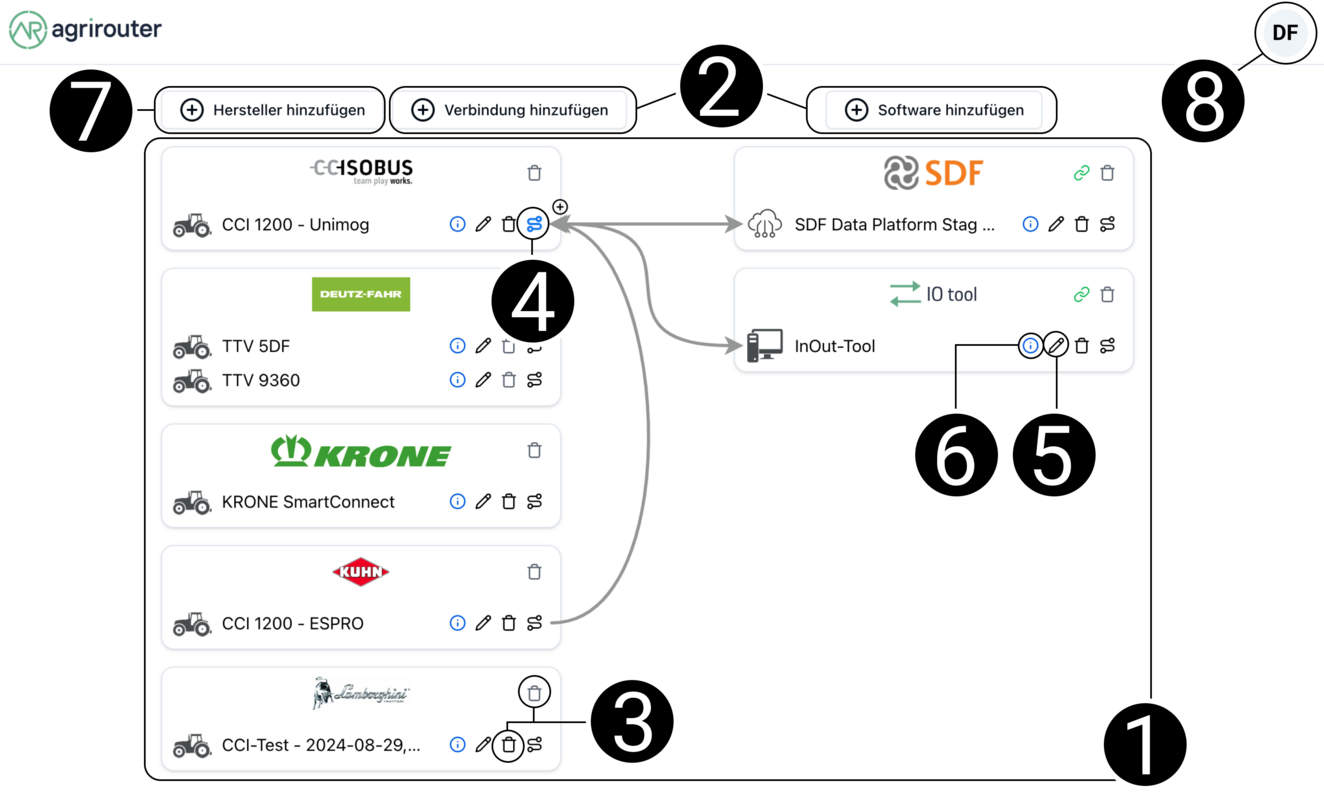 AR agrirouter
DF
7
Hersteller hinzufügen
Verbindung hinzufügen
2
Software hinzufügen
8
CCISOBUS
team play works.
CCI 1200 - Unimog
4
DEUTZ-FAHR
TTV 5DF
TTV 9360
KRONE
KRONE SmartConnect
KUHN
CCI 1200 - ESPRO
Lamborghini
CCI-Test - 2024-08-29,...
3
SDF
SDF Data Platform Stag ...
IO tool
InOut-Tool
6
5
1